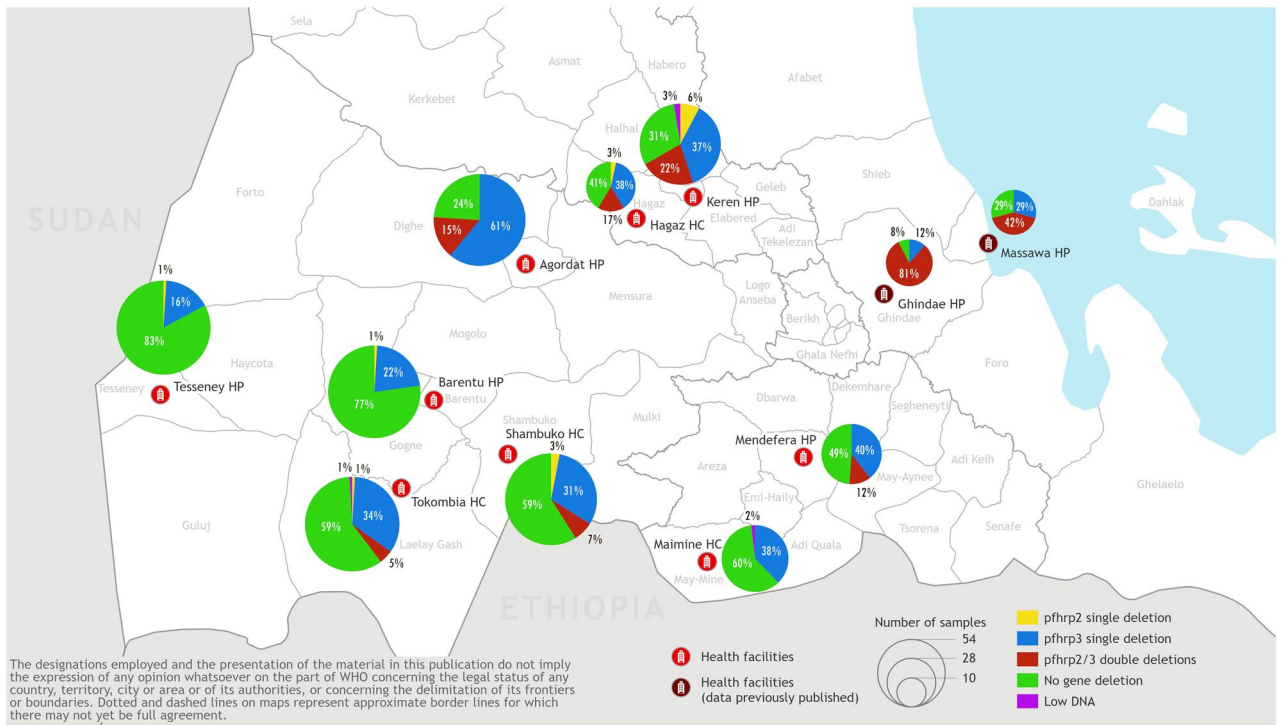 Sela
Asmat
Habero
Afabet
Kerkebet
3%
6%
Halhal
31%
37%
22%
3%
41%
38%
17%
Hagaz
Hagaz HC
Keren HP
Elabered
Geleb
Shieb
Adi
Tekelezan
Forto
SUDAN
Dighe
24%
61%
15%
Agordat HP
29%
29%
42%
Dahlak
Massawa HP
8%
12%
81%
Ghindae HP
Ghindae
Mensura
Logo
Anseba
Berikh
Ghala Nefhi
1%
16%
83%
Tesseney
Tesseney HP
Haycota
Mogolo
1%
22%
77%
Barentu HP
Barentu
Gogne
Foro
Dekemhare
Dbarwa
Segheneyti
Mulki
Shambuko
Shambuko HC
3%
31%
59%
7%
Mendefera HP
49%
40%
12%
May-Aynee
Adi Keih
Areza
Emi-Haily
Ghelaelo
1%
1%
34%
59%
5%
Tokombia HC
Laelay Gash
Guluj
Tsorena
Senafe
2%
38%
60%
Maimine HC
Adi Quala
May-Mine
ETHIOPIA
The designations employed and the presentation of the material in this publication do not imply
the expression of any opinion whatsoever on the part of WHO concerning the legal status of any
country, territory, city or area or of its authorities, or concerning the delimitation of its frontiers
or boundaries. Dotted and dashed lines on maps represent approximate border lines for which
there may not yet be full agreement.
Health facilities
Health facilities
(data previously published)
Number of samples
54
28
10
pfhrp2 single deletion
pfhrp3 single deletion
pfhrp2/3 double deletions
No gene deletion
Low DNA